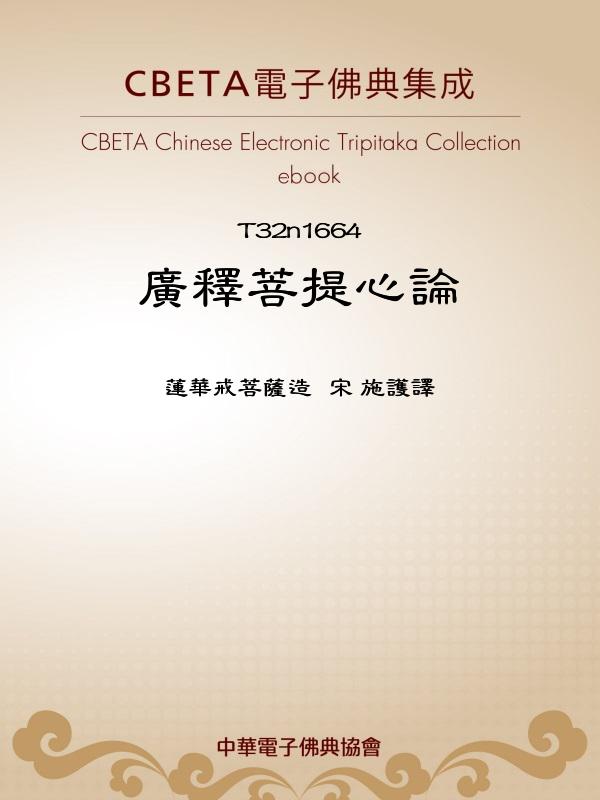 CBETA電子佛典集成
CBETA Chinese Electronic Tripitaka Collection
ebook
T32n1664
廣釋菩提心論
蓮華戒菩薩造 宋 施護譯
中華電子佛典協會